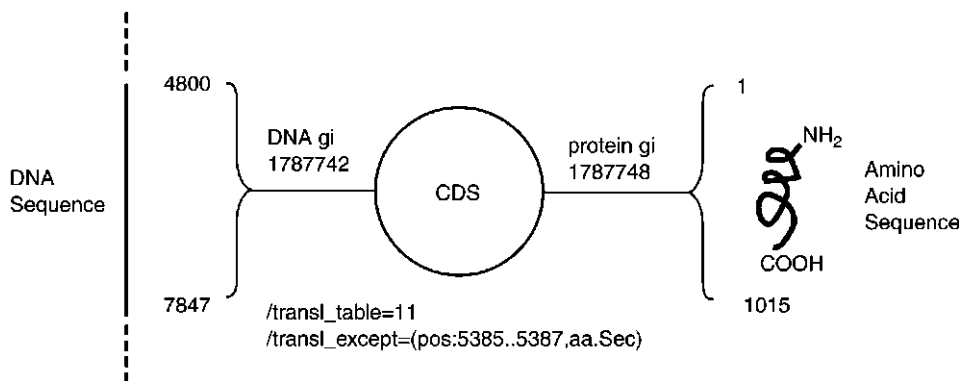 4800
1
DNA gi
1787742
protein gi
1787748
NH2
DNA
Sequence
CDS
Amino
Acid
Sequence
COOH
7847
1015
/transl_table=11
/transl_except=(pos:5385..5387,aa.Sec)